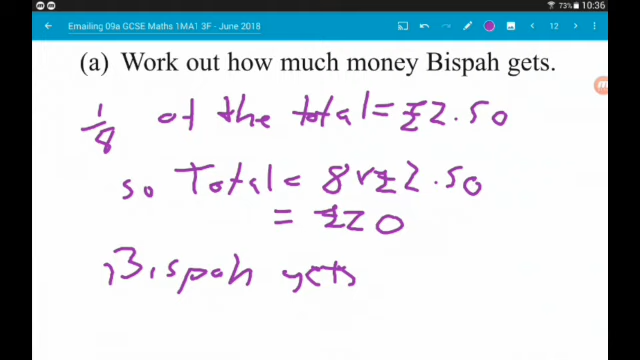 73% 10:36
Emailing 09a GCSE Maths 1MA1 3F - June 2018
12
(a) Work out how much money Bispah gets.
1/8 of the total = £2.50
so Total = 8 x £2.50
= £20
Bispah gets